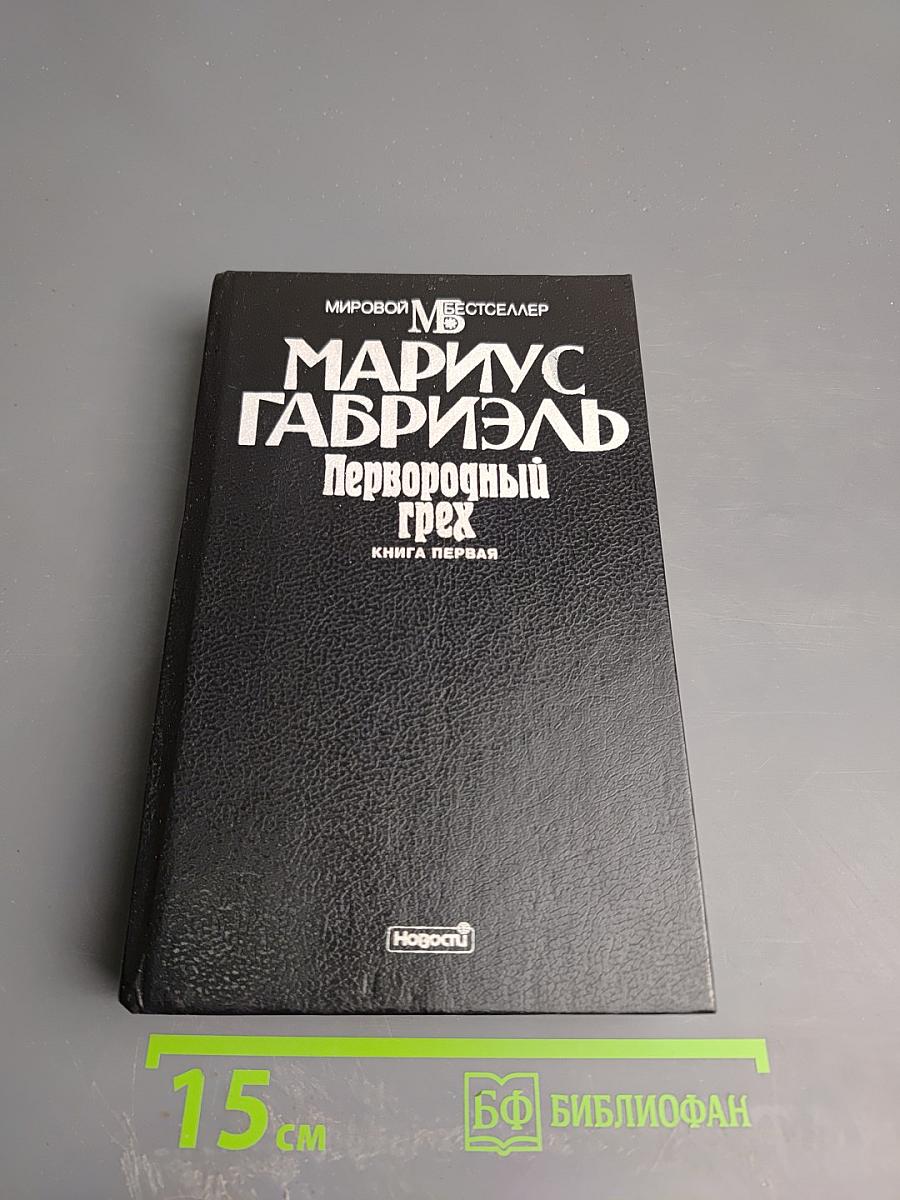 МИРОВОЙ МБ БЕСТСЕЛЛЕР
МАРИУС
ГАБРИЭЛЬ
Первородный
грех
КНИГА ПЕРВАЯ
Новости
15 см
БФ БИБЛИОФАН